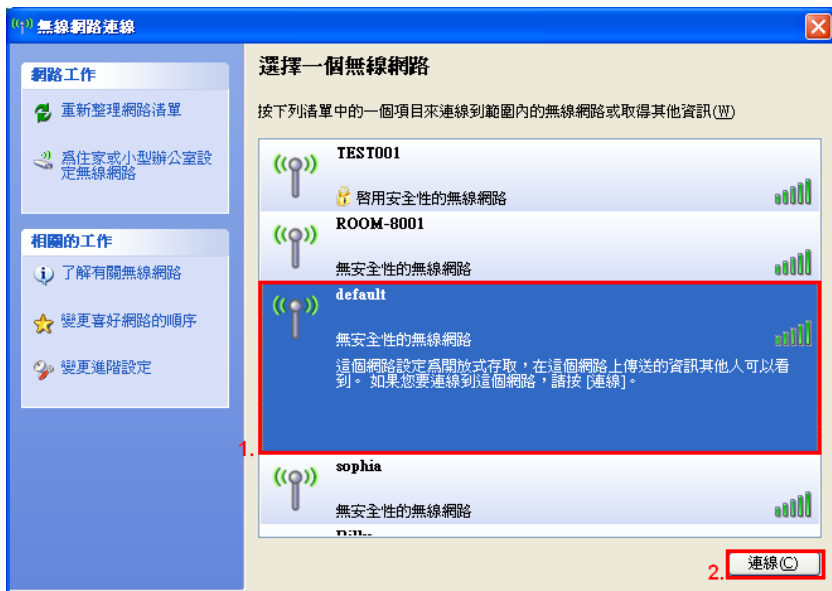 無線網路連線
網路工作
重新整理網路清單
為住家或小型辦公室設
定無線網路
相關的工作
了解有關無線網路
變更喜好網路的順序
變更進階設定
選擇一個無線網路
按下列清單中的一個項目來連線到範圍內的無線網路或取得其他資訊(W)
TEST001
啓用安全性的無線網路
ROOM-8001
無安全性的無線網路
default
無安全性的無線網路
這個網路設定為開放式存取，在這個網路上傳送的資訊其他人可以看
到。如果您要連線到這個網路，請按 [連線]。
1.
sophia
無安全性的無線網路
2.
連線(C)